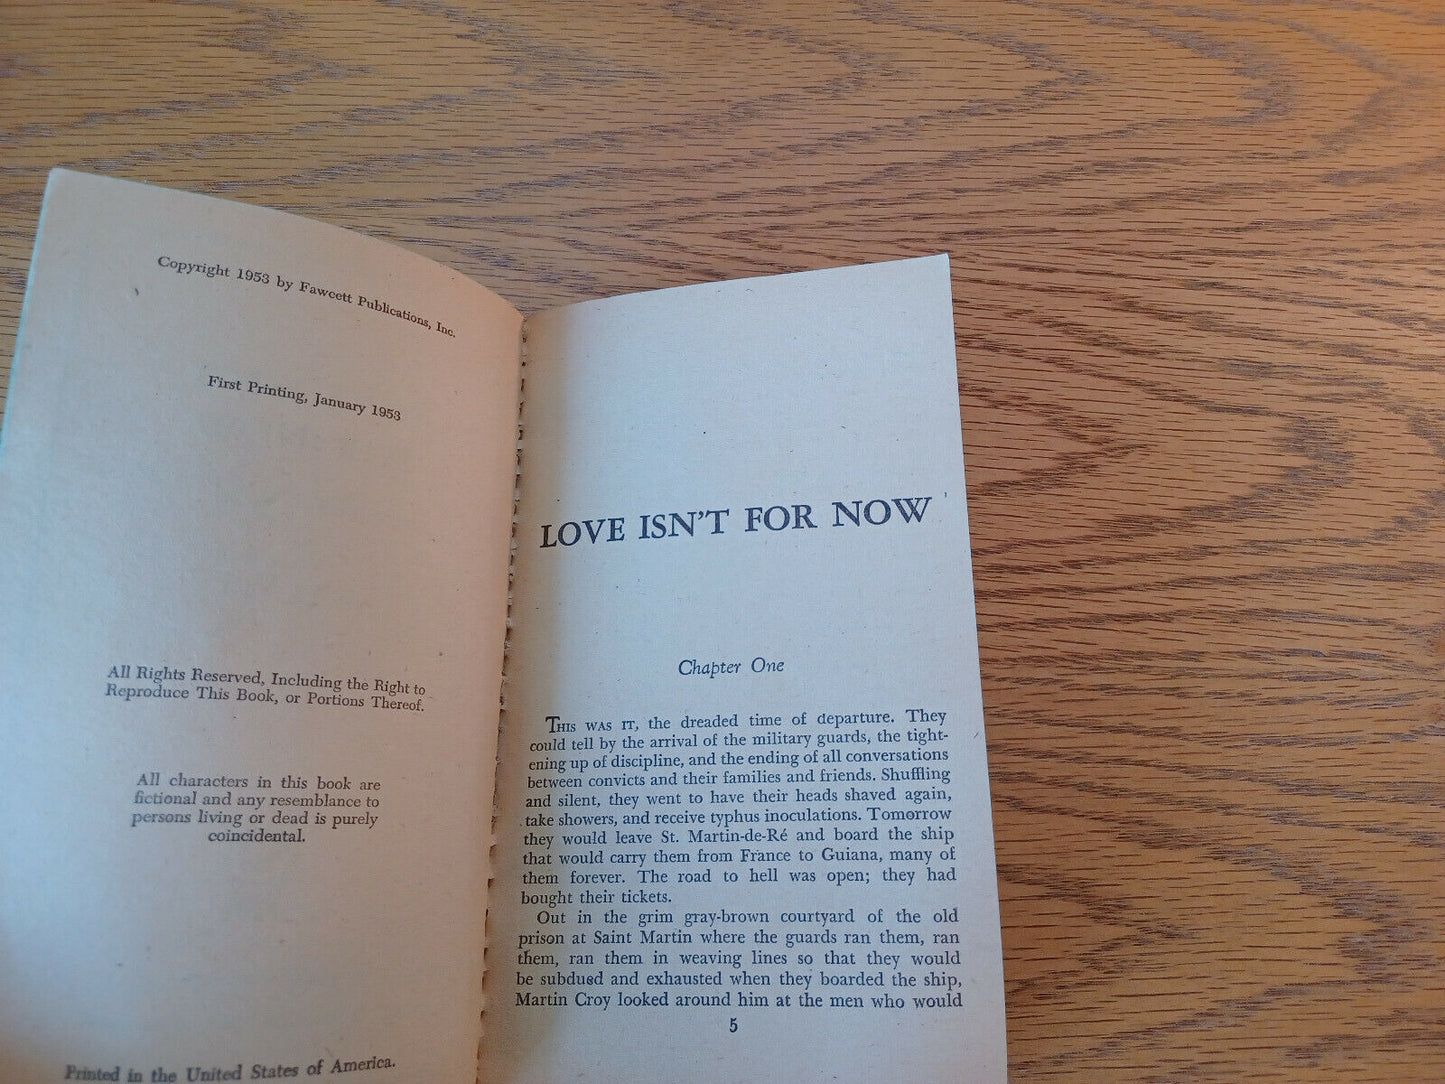 Copyright 1953 by Fawcett Publications, Inc.
First Printing, January 1953
All Rights Reserved, Including the Right to
Reproduce This Book, or Portions Thereof.
All characters in this book are
fictional and any resemblance to
persons living or dead is purely
coincidental.
Printed in the United States of America.
LOVE ISN'T FOR NOW
Chapter One
THIS WAS IT, the dreaded time of departure. They
could tell by the arrival of the military guards, the tight-
ening up of discipline, and the ending of all conversations
between convicts and their families and friends. Shuffling
and silent, they went to have their heads shaved again,
take showers, and receive typhus inoculations. Tomorrow
they would leave St. Martin-de-Ré and board the ship
that would carry them from France to Guiana, many of
them forever. The road to hell was open; they had
bought their tickets.
Out in the grim gray-brown courtyard of the old
prison at Saint Martin where the guards ran them, ran
them, ran them in weaving lines so that they would
be subdued and exhausted when they boarded the ship,
Martin Croy looked around him at the men who would
5